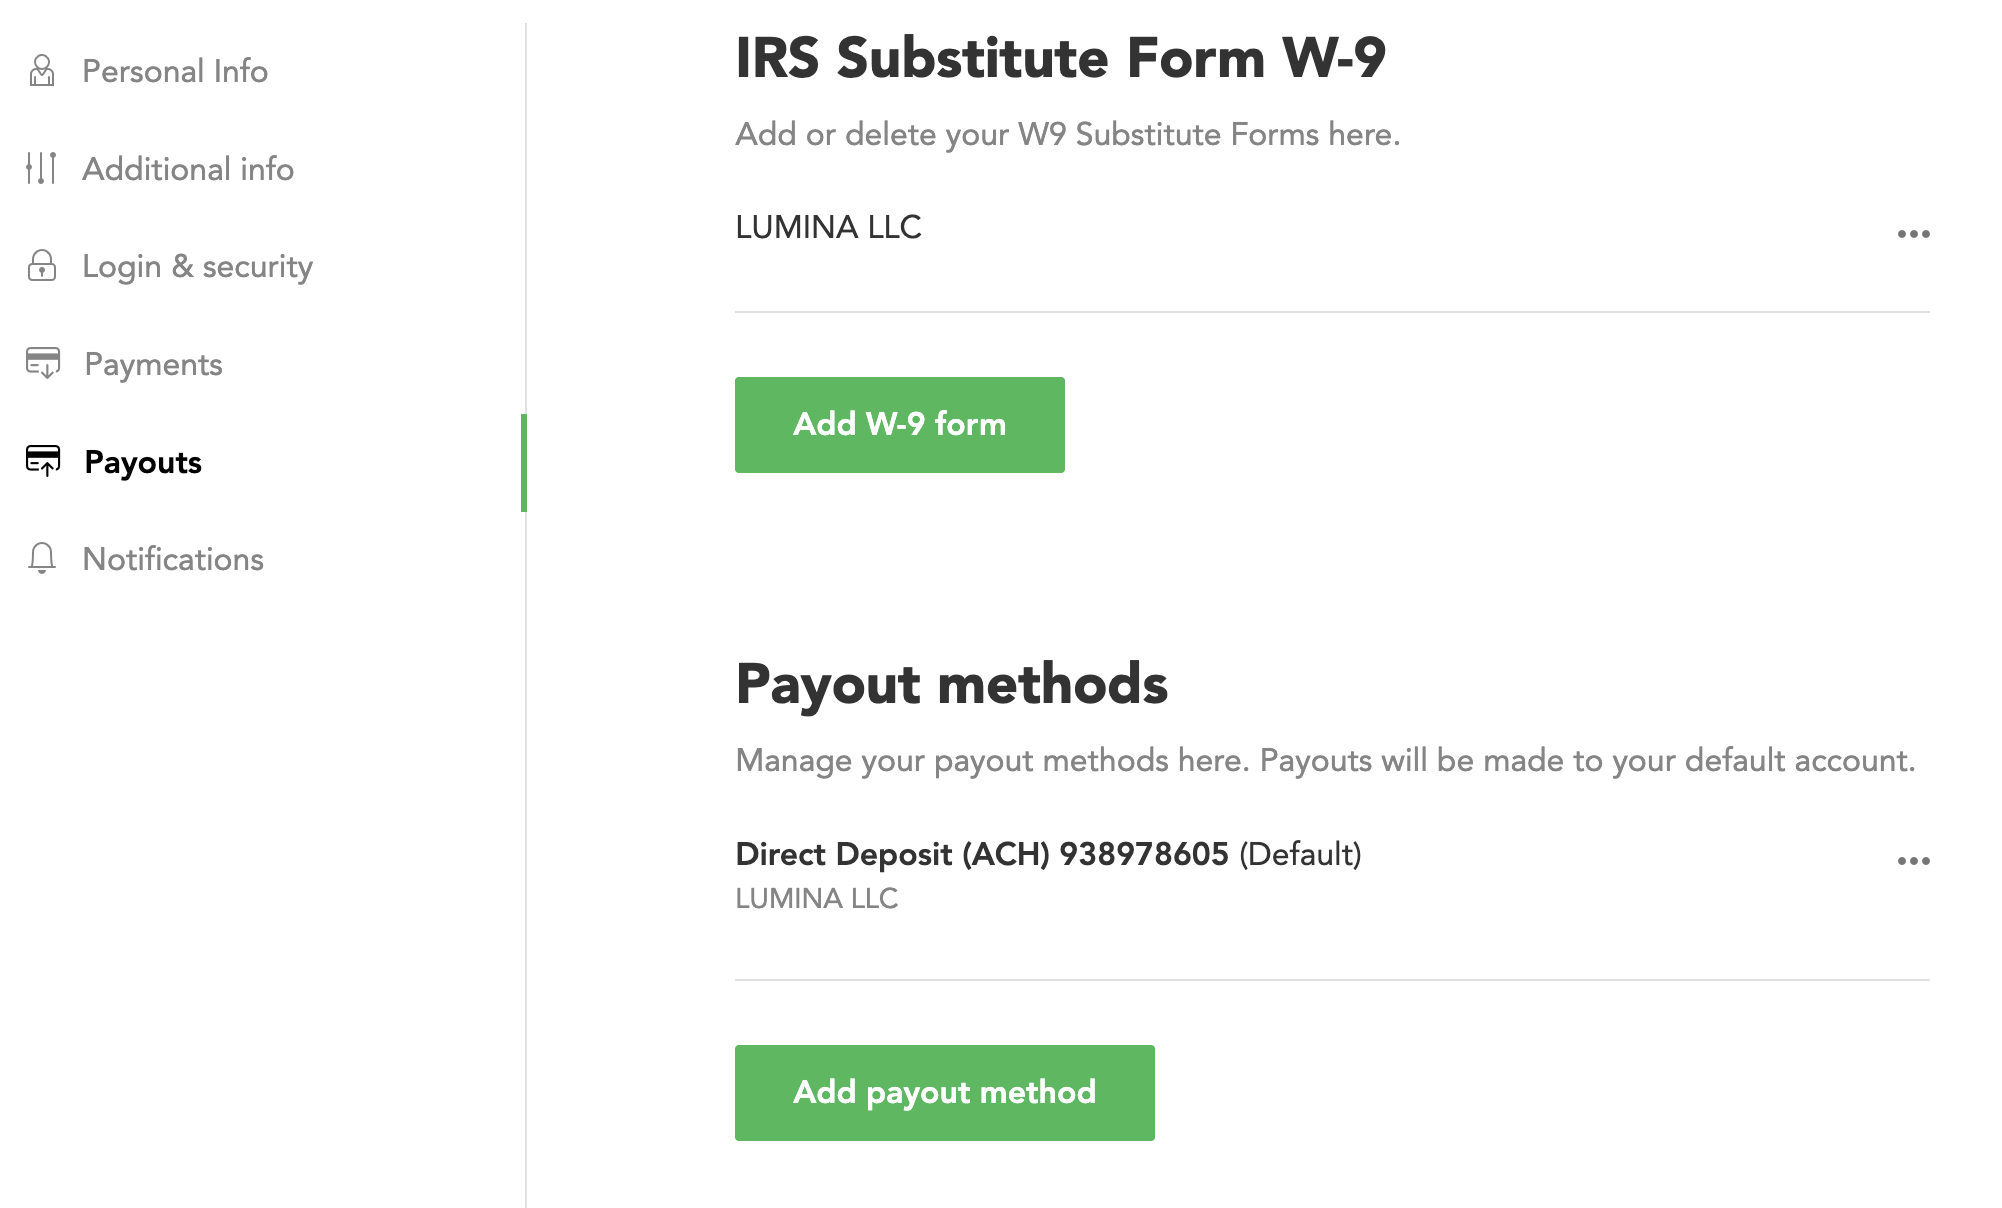 Personal Info
Additional info
Login & security
Payments
Payouts
Notifications
IRS Substitute Form W-9
Add or delete your W9 Substitute Forms here.
LUMINA LLC
Add W-9 form
Payout methods
Manage your payout methods here. Payouts will be made to your default account.
Direct Deposit (ACH) 938978605 (Default)
LUMINA LLC
Add payout method